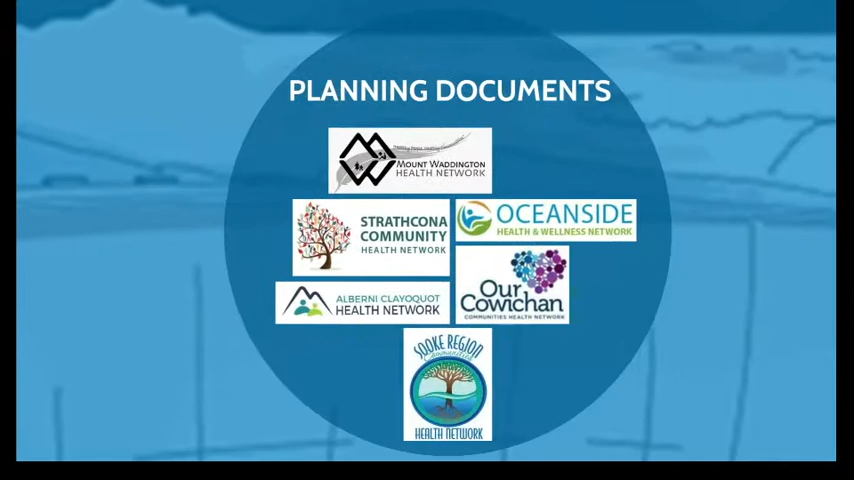 PLANNING DOCUMENTS
MOUNT WADDINGTON
HEALTH NETWORK
STRATHCONA
COMMUNITY
HEALTH NETWORK
OCEANSIDE
HEALTH & WELLNESS NETWORK
ALBERNI CLAYOQUOT
HEALTH NETWORK
Our
Cowichan
COMMUNITIES HEALTH NETWORK
SOOKE REGION
Communities
HEALTH NETWORK